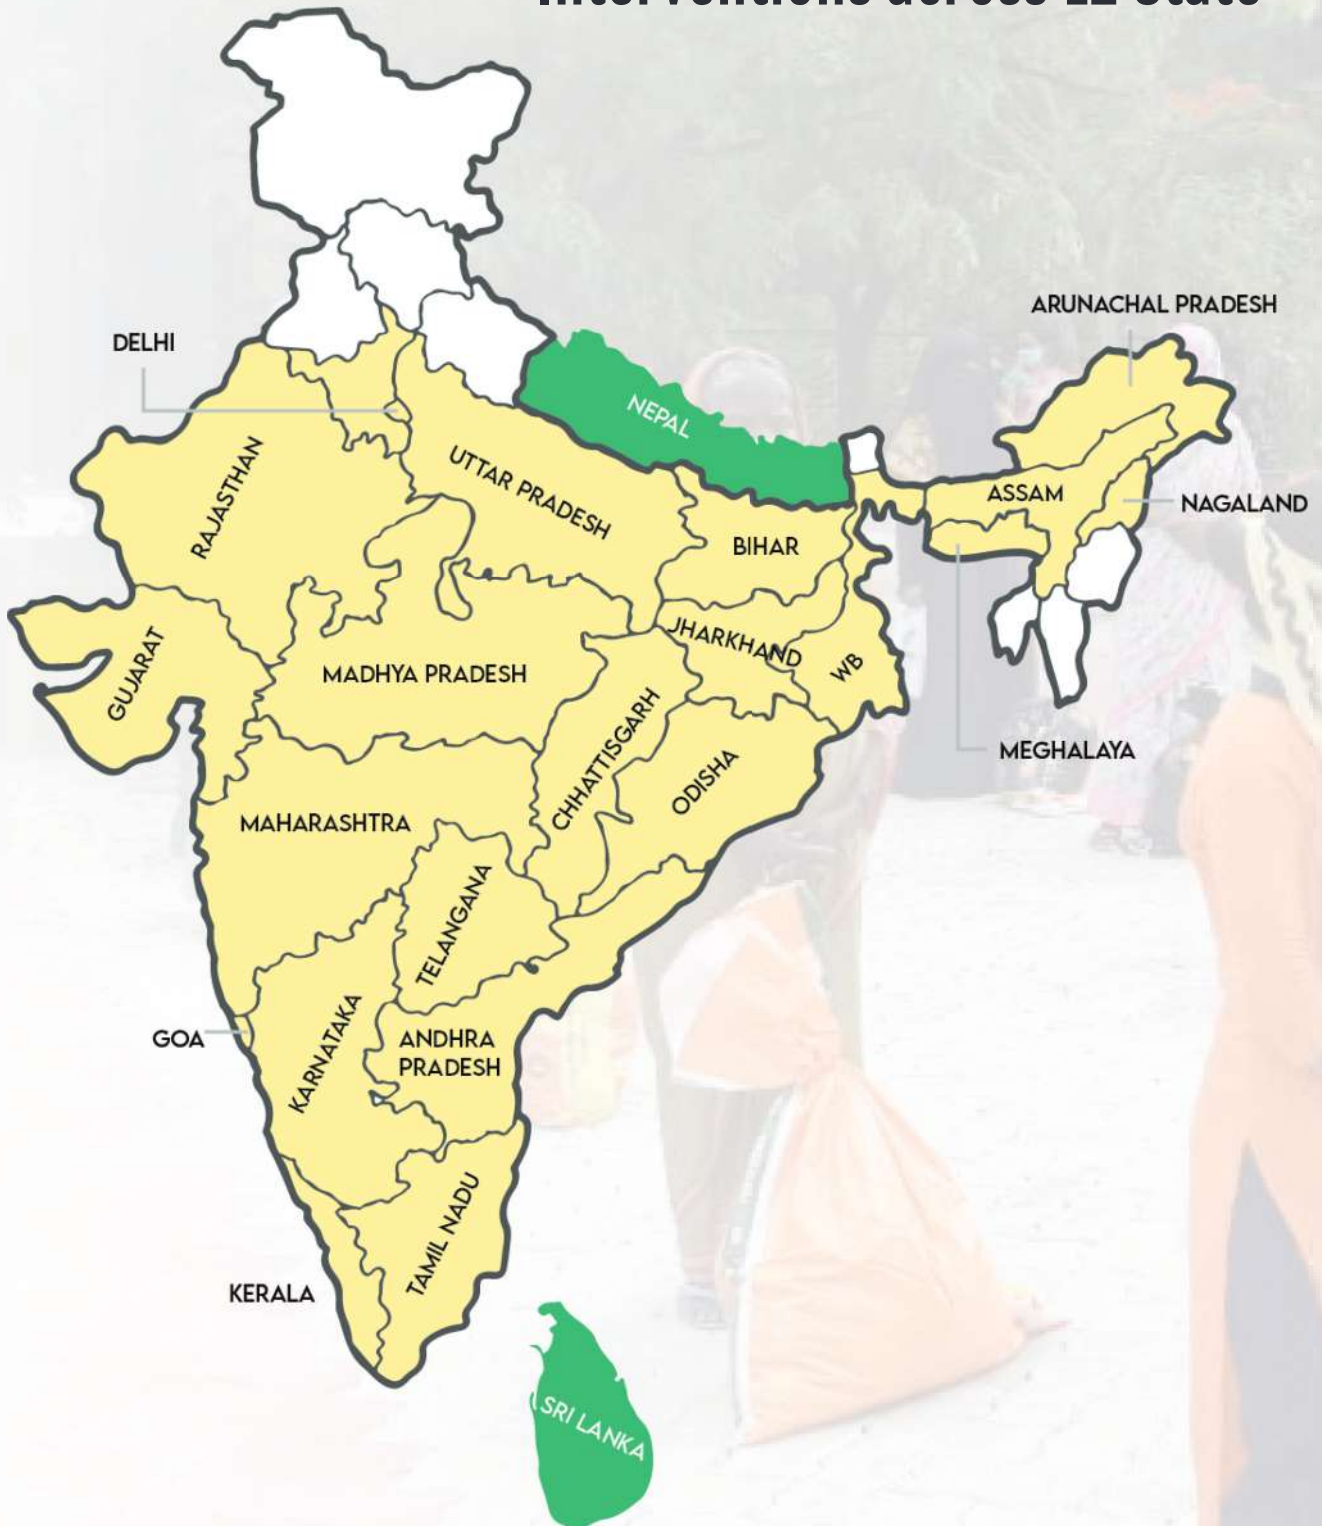 ARUNACHAL PRADESH
DELHI
NEPAL
RAJASTHAN
UTTAR PRADESH
ASSAM
NAGALAND
BIHAR
JHARKHAND
WB
GUJARAT
MADHYA PRADESH
CHHATTISGARH
MEGHALAYA
ODISHA
MAHARASHTRA
TELANGANA
GOA
KARNATAKA
ANDHRA
PRADESH
TAMIL NADU
KERALA
SRI LANKA